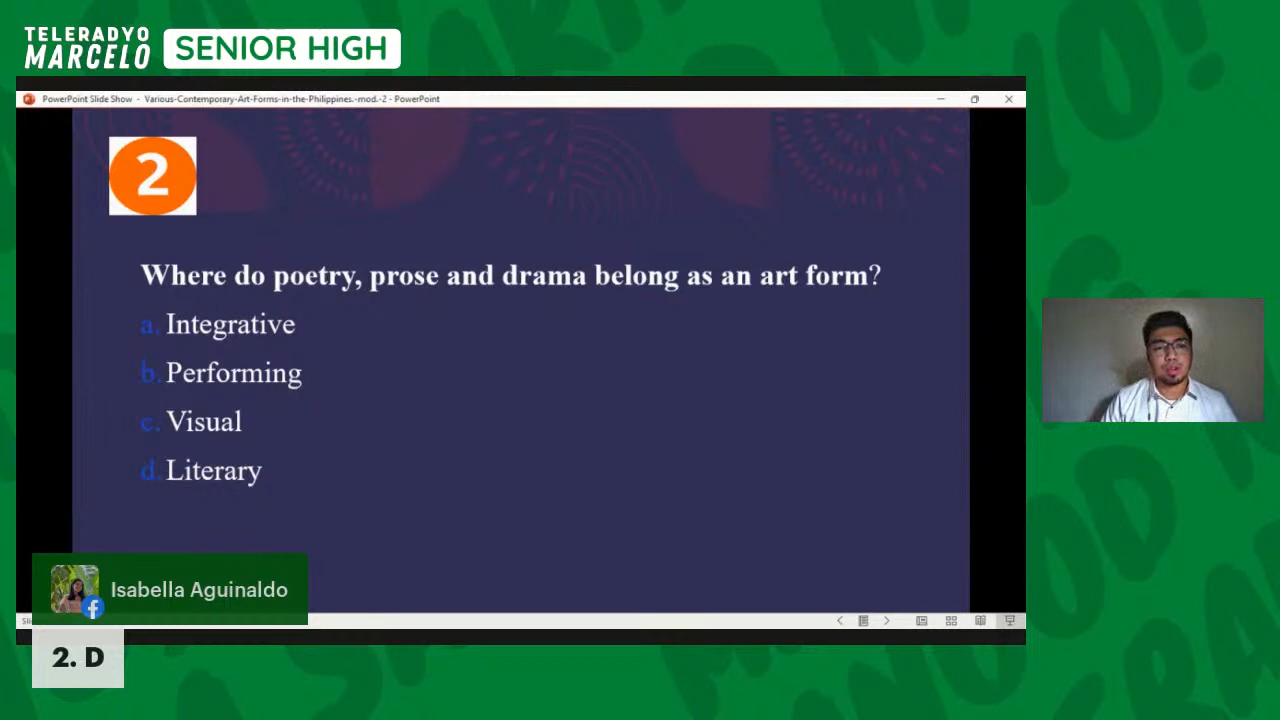 TELERADYO
MARCELO
SENIOR HIGH
PowerPoint Slide Show - Various-Contemporary-Art-Forms-in-the-Philippines.-mod.-2 - PowerPoint
2
Where do poetry, prose and drama belong as an art form?
a. Integrative
b. Performing
c. Visual
d. Literary
Isabella Aguinaldo
2. D